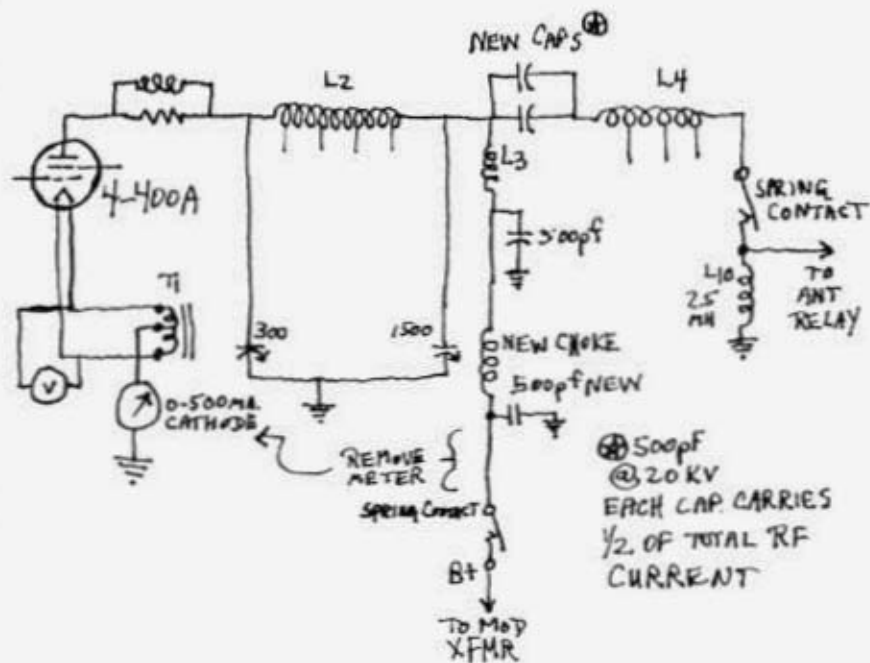 NEW CAPS ⍟
L2
L4
L3
4-400A
500pf
SPRING
CONTACT
T1
L10
25
MH
TO
ANT
RELAY
300
1500
NEW CHOKE
500pf NEW
V
0-500MA
CATHODE
REMOVE
METER
SPRING CONTACT
B+
TO MOD
XFMR
⍟ 500pf
@ 20 KV
EACH CAP CARRIES
1/2 OF TOTAL RF
CURRENT